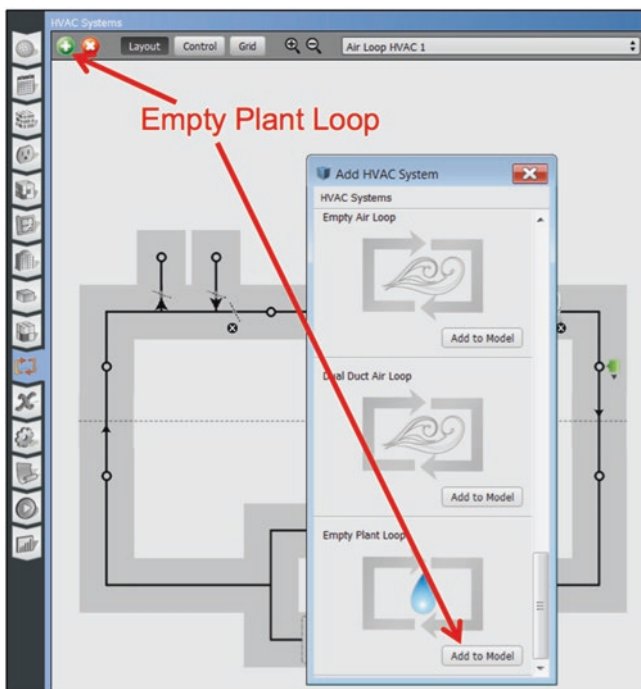 HVAC Systems
Layout Control Grid Air Loop HVAC 1
Empty Plant Loop
Add HVAC System
HVAC Systems
Empty Air Loop
Add to Model
Dual Duct Air Loop
Add to Model
Empty Plant Loop
Add to Model